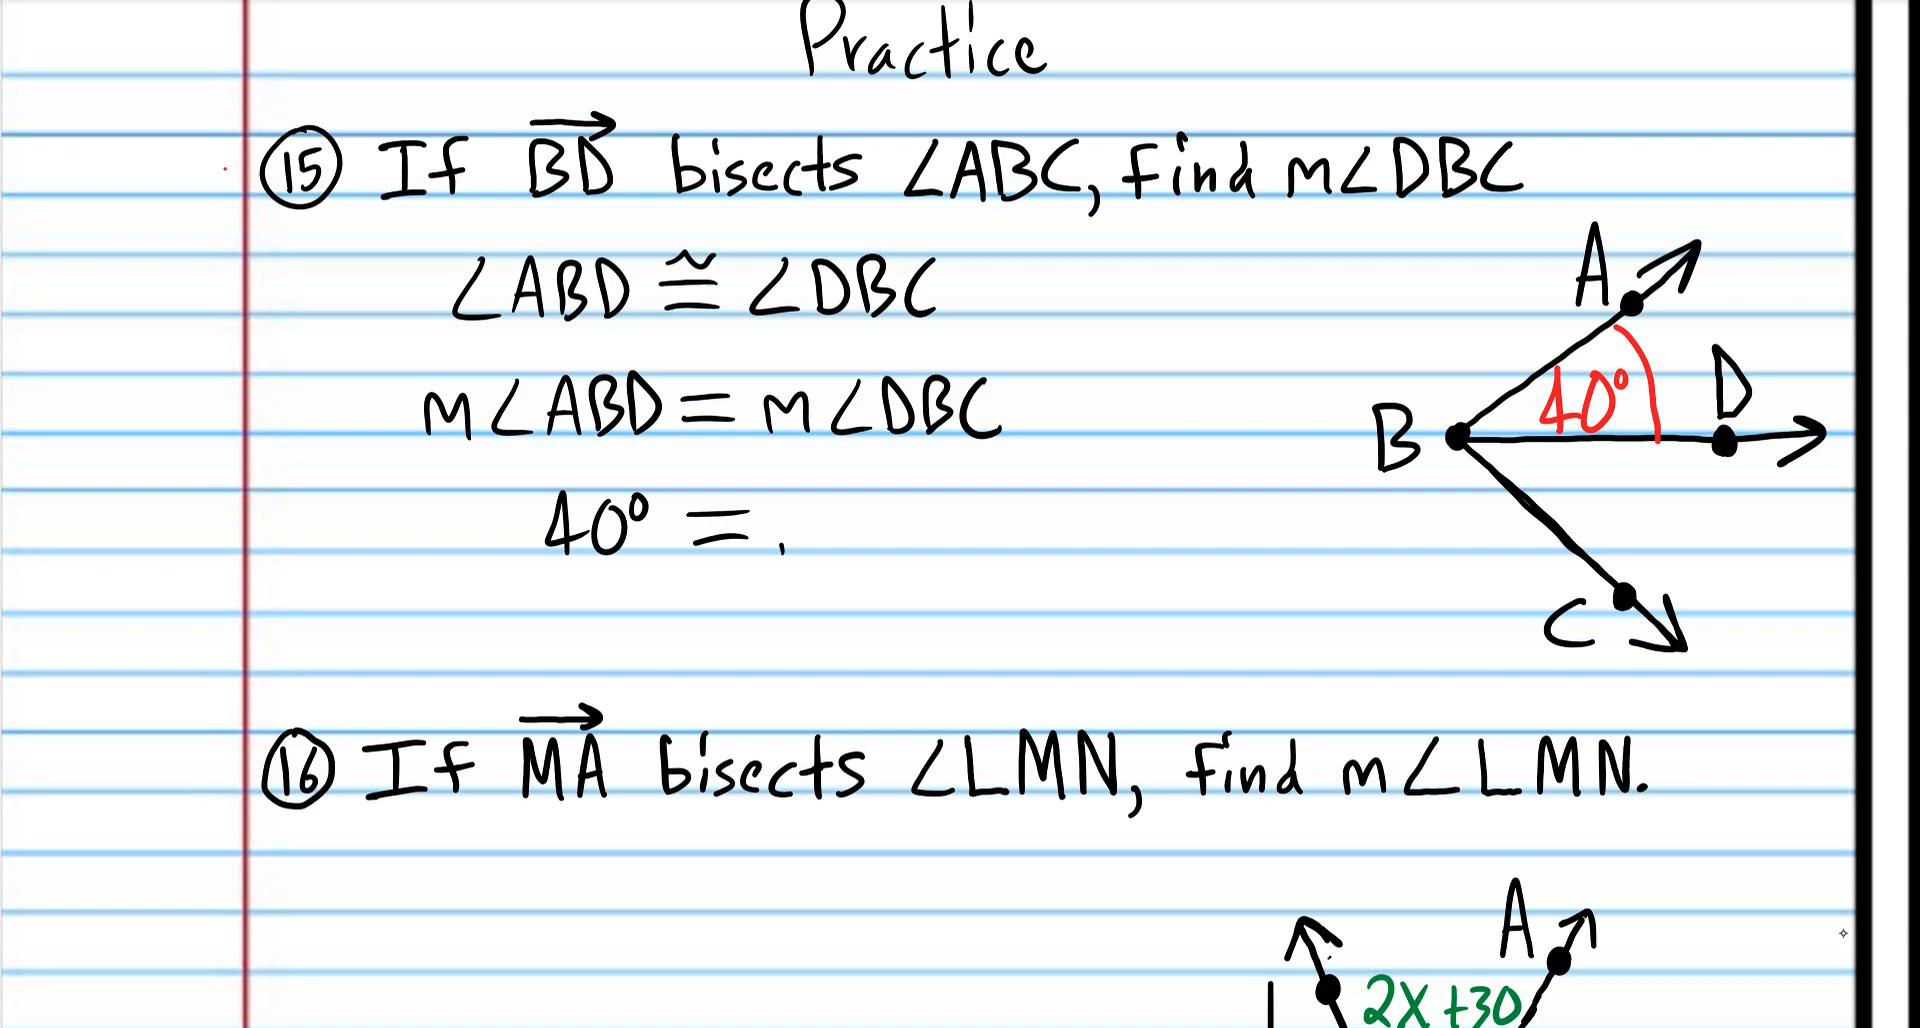 Practice
15 If BD bisects ∠ABC, find m∠DBC
∠ABD ≅ ∠DBC
m∠ABD = m∠DBC
40° =
A
40°
D
B
C
16 If MA bisects ∠LMN, find m∠LMN.
A
2x+30